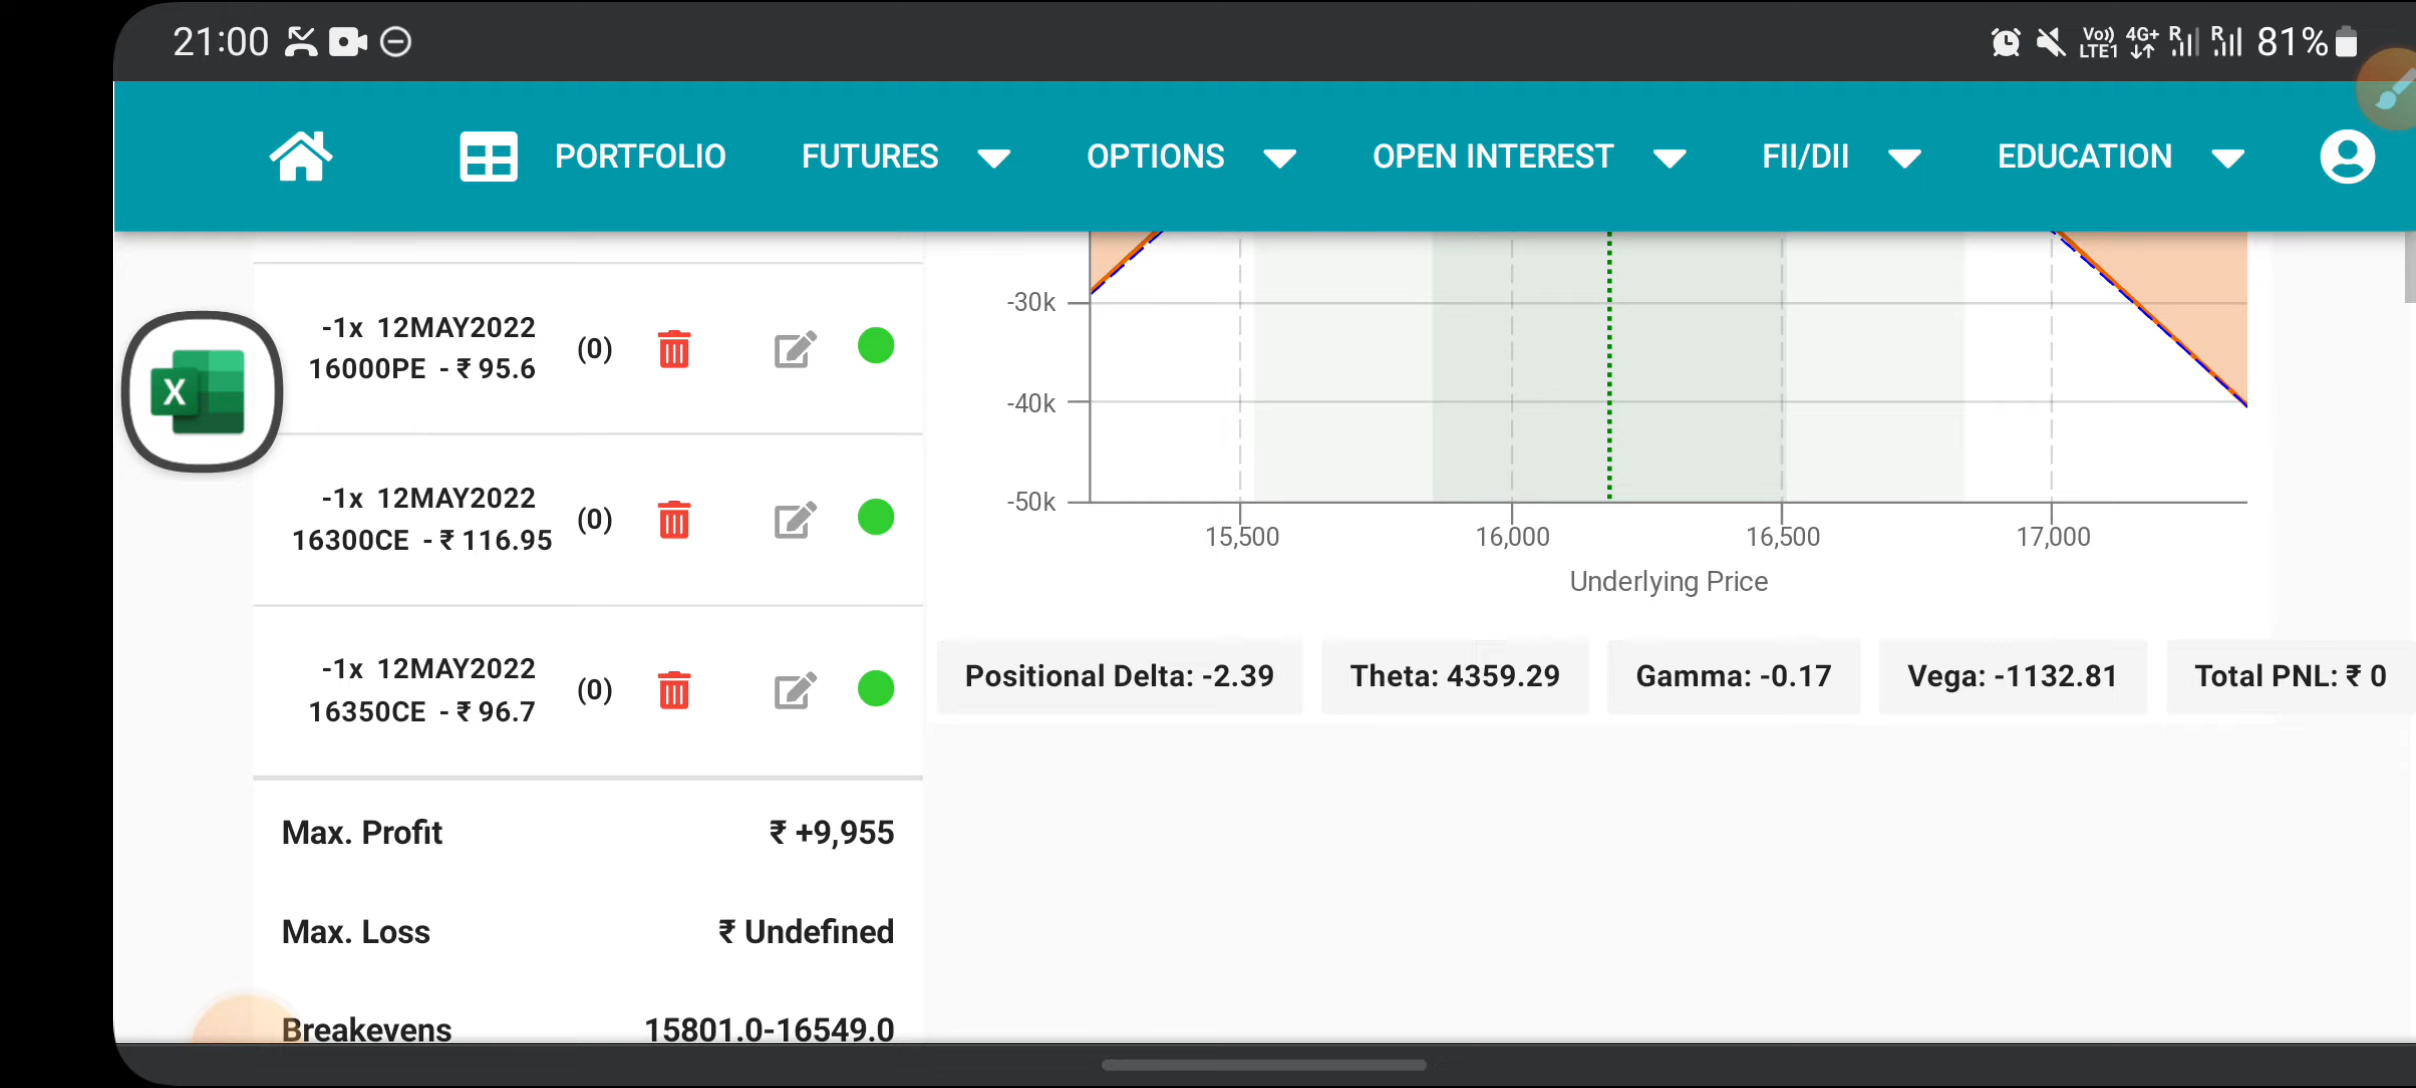 21:00
Vo)) LTE1 4G+ R R 81%
PORTFOLIO FUTURES OPTIONS OPEN INTEREST FII/DII EDUCATION
-1x 12MAY2022
16000PE - ₹ 95.6
(0)
X
-1x 12MAY2022
16300CE - ₹ 116.95
(0)
-1x 12MAY2022
16350CE - ₹ 96.7
(0)
Max. Profit ₹ +9,955
Max. Loss ₹ Undefined
Breakevens 15801.0-16549.0
-30k
-40k
-50k
15,500 16,000 16,500 17,000
Underlying Price
Positional Delta: -2.39 Theta: 4359.29 Gamma: -0.17 Vega: -1132.81 Total PNL: ₹ 0